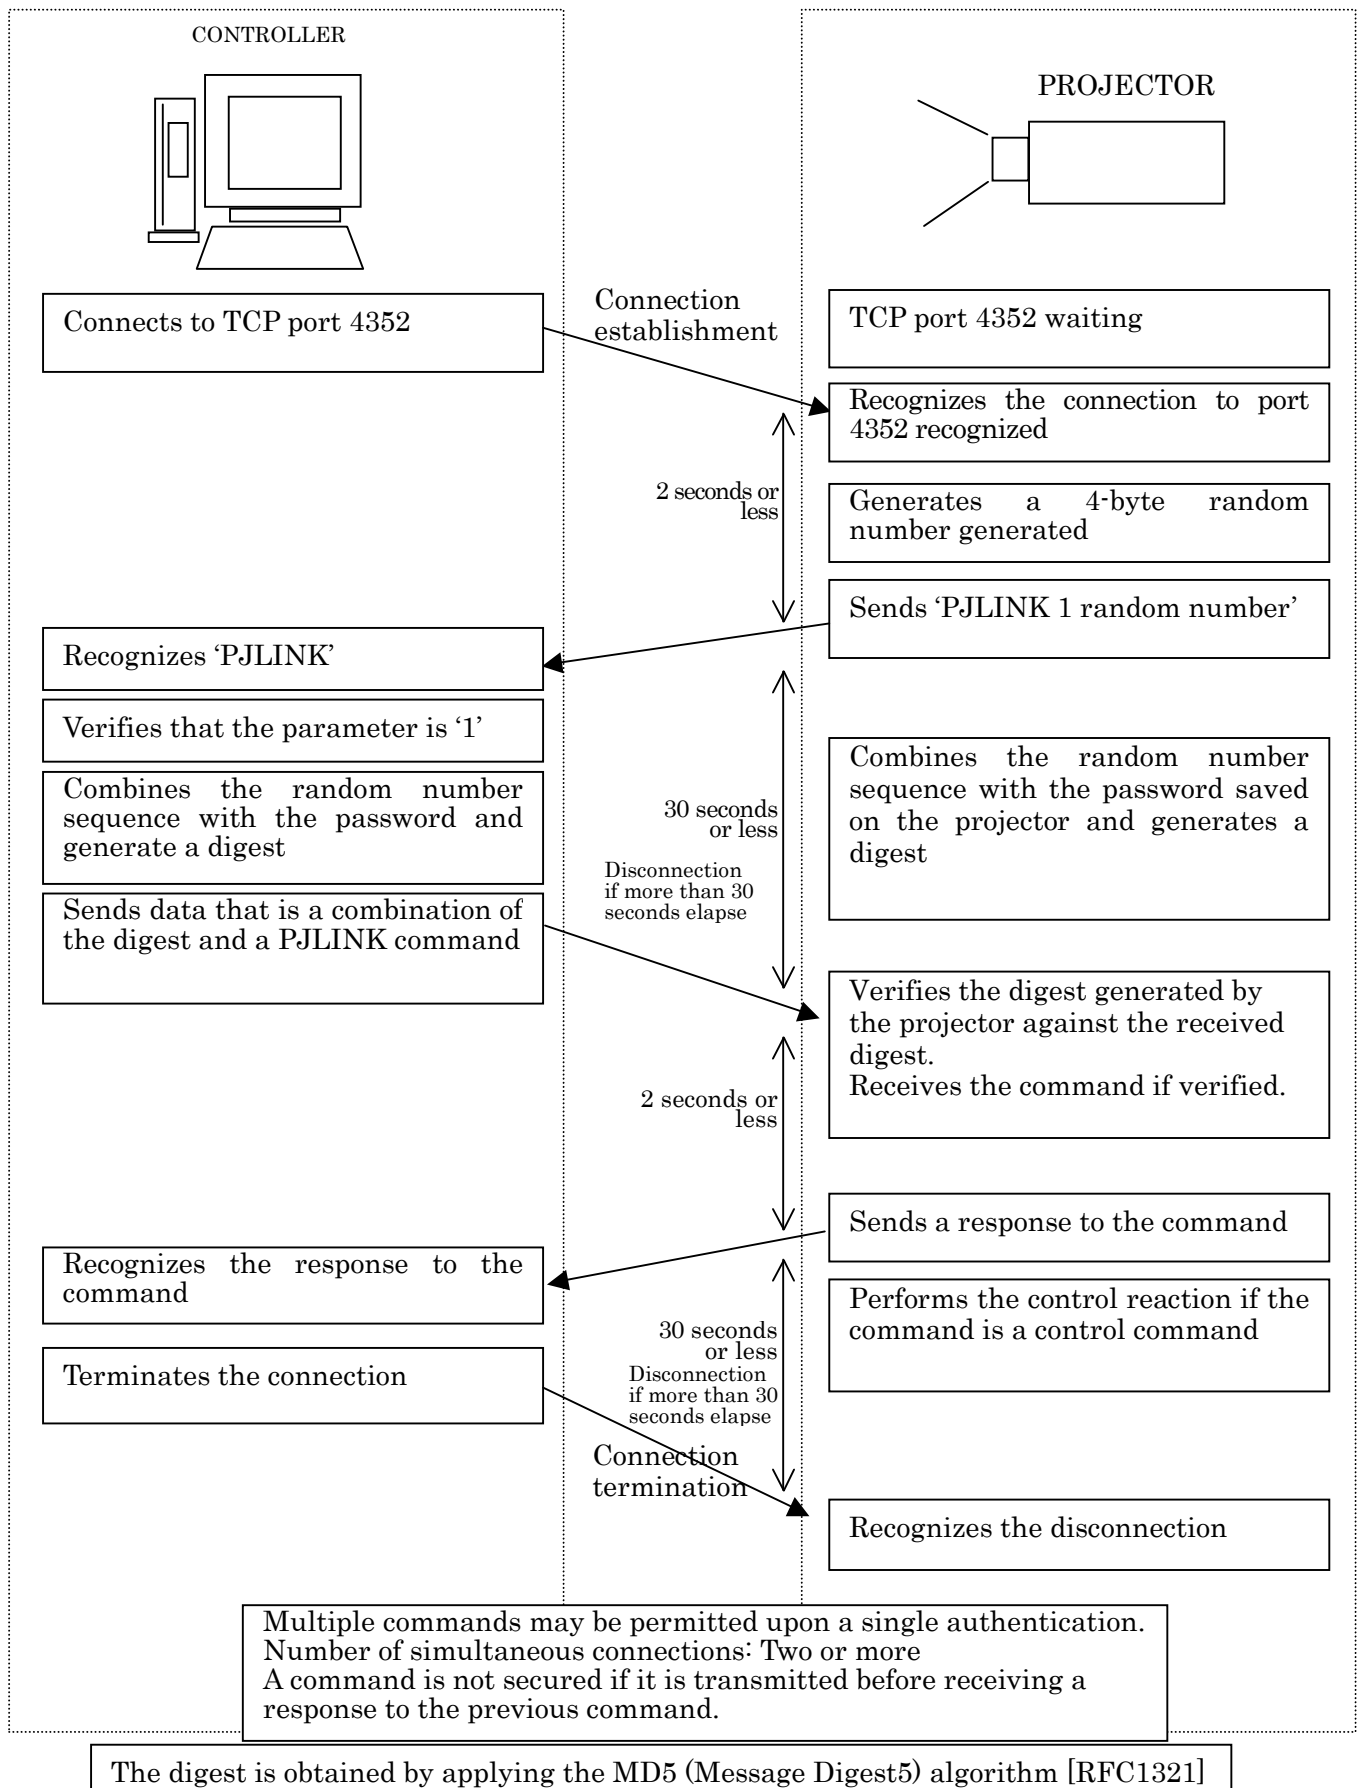 CONTROLLER
PROJECTOR
Connects to TCP port 4352
Connection
establishment
TCP port 4352 waiting
Recognizes the connection to port
4352 recognized
2 seconds or
less
Generates a 4-byte random
number generated
Sends ‘PJLINK 1 random number’
Recognizes ‘PJLINK’
Verifies that the parameter is ‘1’
Combines the random number
sequence with the password and
generate a digest
30 seconds
or less
Disconnection
if more than 30
seconds elapse
Combines the random number
sequence with the password saved
on the projector and generates a
digest
Sends data that is a combination of
the digest and a PJLINK command
Verifies the digest generated by
the projector against the received
digest.
Receives the command if verified.
2 seconds or
less
Sends a response to the command
Recognizes the response to the
command
Performs the control reaction if the
command is a control command
30 seconds
or less
Disconnection
if more than 30
seconds elapse
Terminates the connection
Connection
termination
Recognizes the disconnection
Multiple commands may be permitted upon a single authentication.
Number of simultaneous connections: Two or more
A command is not secured if it is transmitted before receiving a
response to the previous command.
The digest is obtained by applying the MD5 (Message Digest5) algorithm [RFC1321]